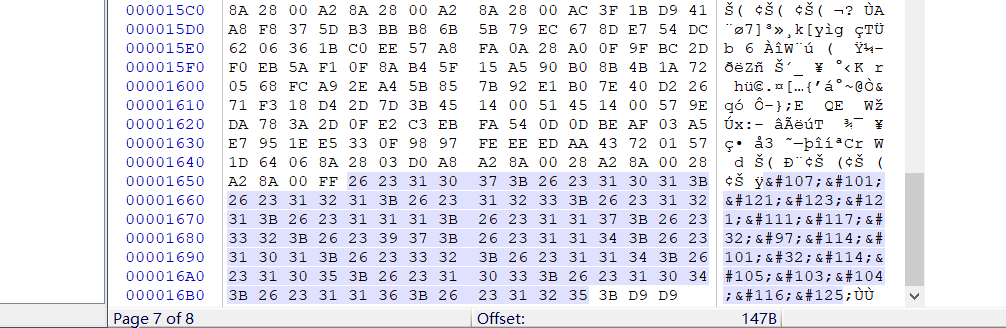 000015C0 8A 28 00 A2 8A 28 00 A2 8A 28 00 AC 3F 1B D9 41 Š( ¢Š( ¢Š( ¬? ÙA
000015D0 A8 F8 37 5D B3 BB B8 6B 5B 79 EC 67 8D E7 54 DC ¨ø7]³»¸k[yìg çTÜ
000015E0 62 06 36 1B C0 EE 57 A8 FA 0A 28 A0 0F 9F BC 2D b 6 ÀîW¨ú ( Ÿ¼-
000015F0 F0 EB 5A F1 0F 8A B4 5F 15 A5 90 B0 8B 4B 1A 72 ðëZñ Š´_ ¥ °‹K r
00001600 05 68 FC A9 2E A4 5B 85 7B 92 E1 B0 7E 40 D2 26 hü©.¤[…{’á°~@Ò&
00001610 71 F3 18 D4 2D 7D 3B 45 14 00 51 45 14 00 57 9E qó Ô-};E QE Wž
00001620 DA 78 3A 2D 0F E2 C3 EB FA 54 0D 0D BE AF 03 A5 Úx:- âÃëúT ¾¯ ¥
00001630 E7 95 1E E5 33 0F 98 97 FE EE ED AA 43 72 01 57 ç• å3 ˜—þîíªCr W
00001640 1D 64 06 8A 28 03 D0 A8 A2 8A 00 28 A2 8A 00 28 d Š( Ð¨¢Š (¢Š (
00001650 A2 8A 00 FF 26 23 31 30 37 3B 26 23 31 30 31 3B ¢Š ÿ&#107;&#101;
00001660 26 23 31 32 31 3B 26 23 31 32 33 3B 26 23 31 32 &#121;&#123;&#12
00001670 31 3B 26 23 31 31 31 3B 26 23 31 31 37 3B 26 23 1;&#111;&#117;&#
00001680 33 32 3B 26 23 39 37 3B 26 23 31 31 34 3B 26 23 32;&#97;&#114;&#
00001690 31 30 31 3B 26 23 33 32 3B 26 23 31 31 34 3B 26 101;&#32;&#114;&
000016A0 23 31 30 35 3B 26 23 31 30 33 3B 26 23 31 30 34 #105;&#103;&#104
000016B0 3B 26 23 31 31 36 3B 26 23 31 32 35 3B D9 D9 ;&#116;&#125;ÙÙ
Page 7 of 8 Offset: 147B